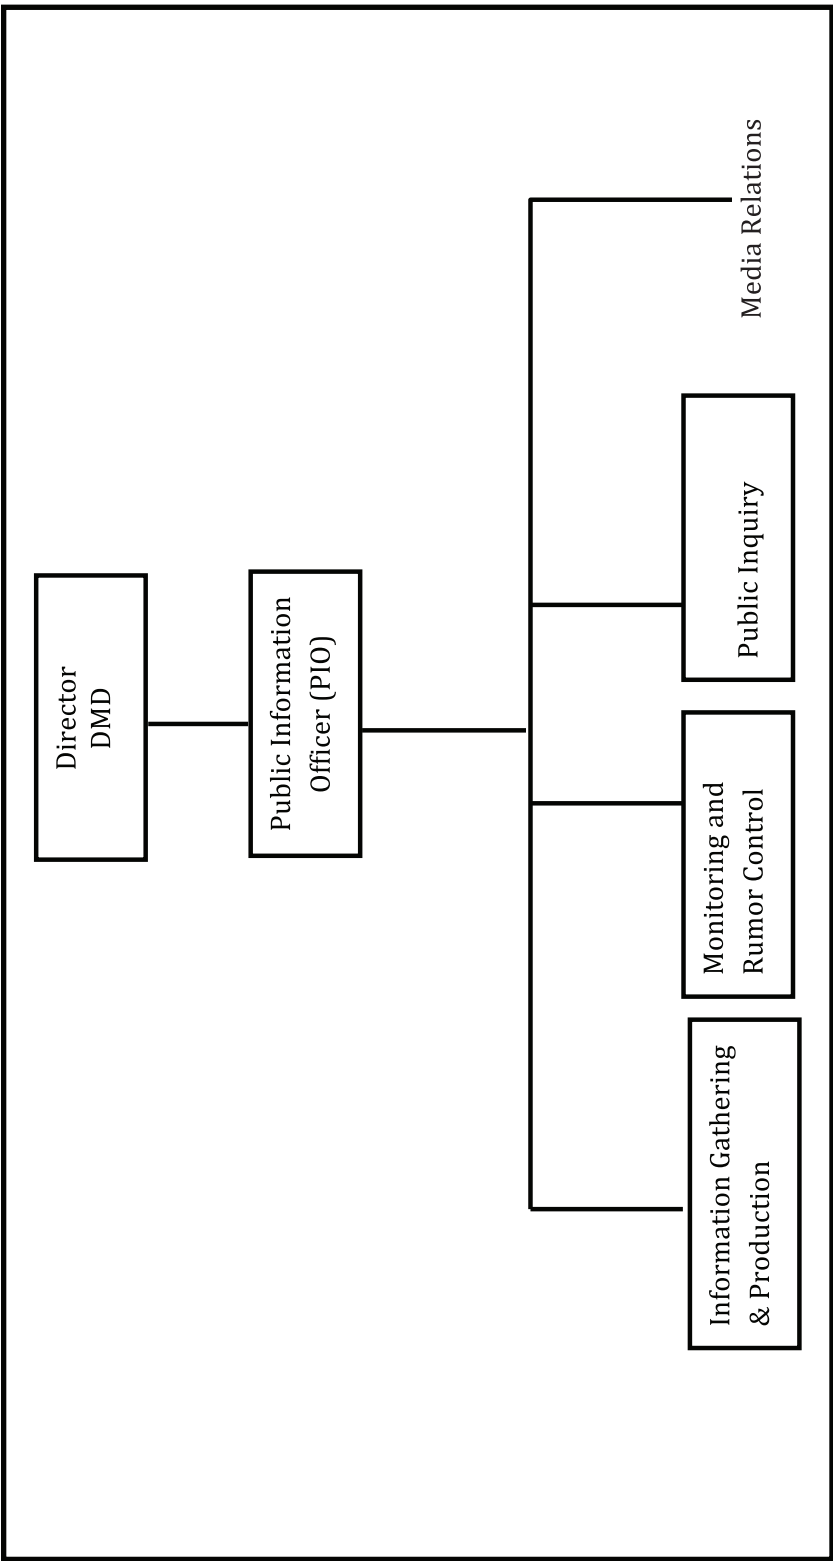 Director
DMD
Public Information
Officer (PIO)
Information Gathering
& Production
Monitoring and
Rumor Control
Public Inquiry
Media Relations